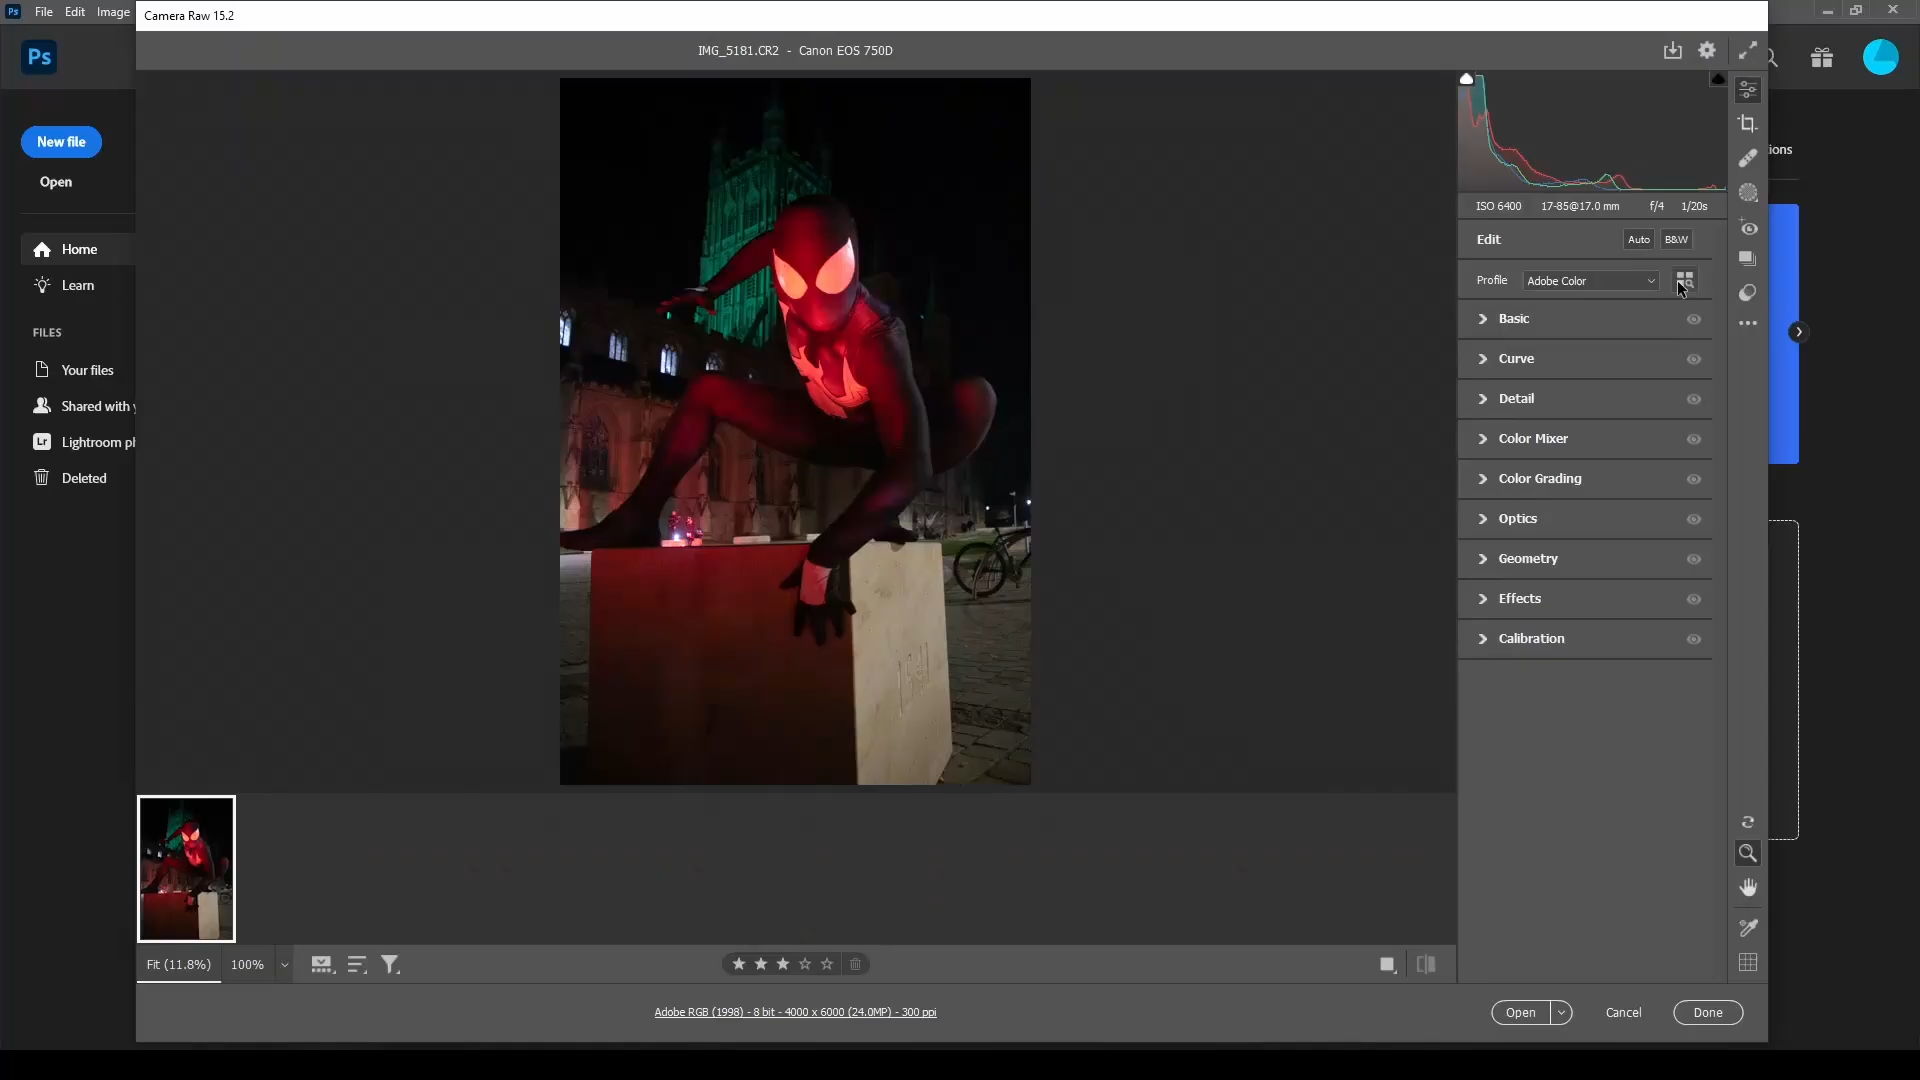 Ps File Edit Image
Camera Raw 15.2
IMG_5181.CR2 - Canon EOS 750D
Ps
New file
Open
Home
Learn
FILES
Your files
Shared with y
Lr Lightroom ph
Deleted
ions
ISO 6400 17-85@17.0 mm f/4 1/20s
Edit Auto B&W
Profile Adobe Color
Basic
Curve
Detail
Color Mixer
Color Grading
Optics
Geometry
Effects
Calibration
Fit (11.8%) 100%
Adobe RGB (1998) - 8 bit - 4000 x 6000 (24.0MP) - 300 ppi
Open Cancel Done